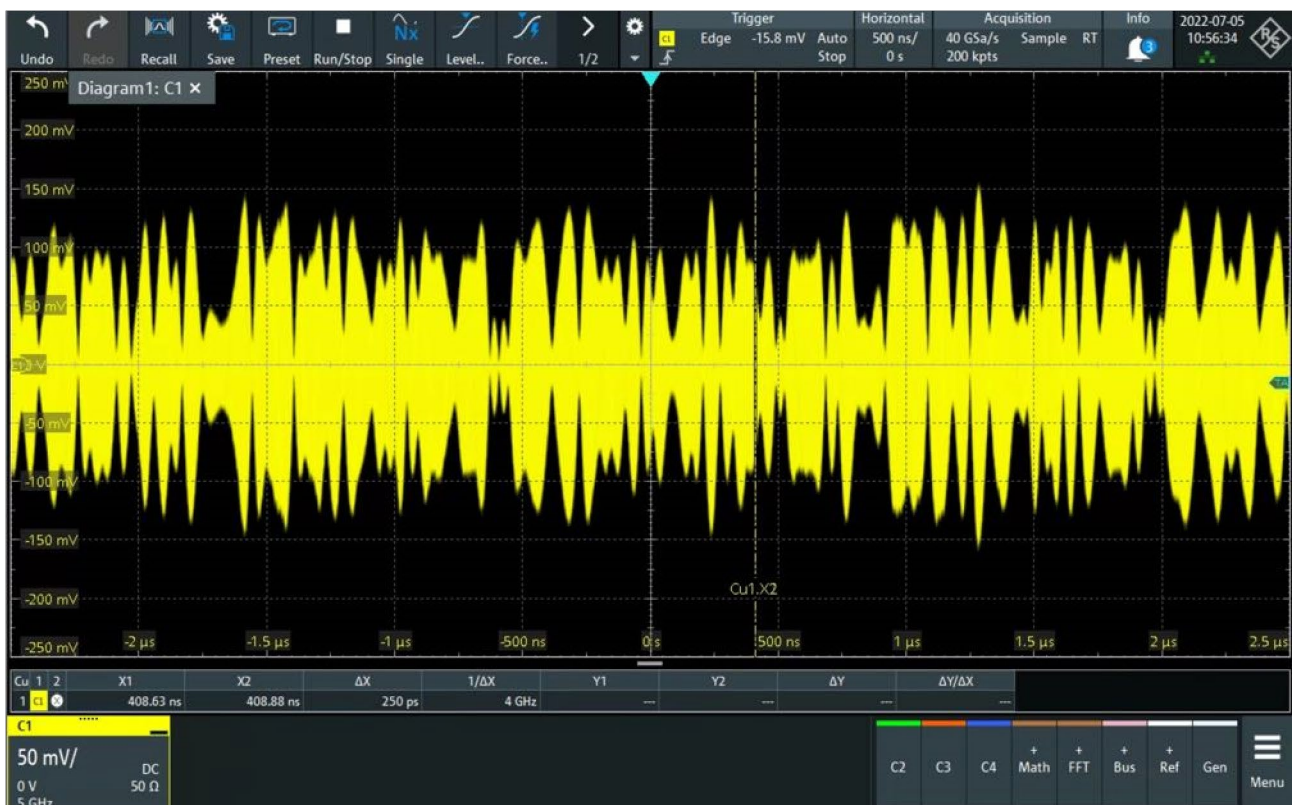 Undo Redo Recall Save Preset Run/Stop Single Level.. Force.. 1/2
Nx
Trigger
C1 Edge -15.8 mV Auto
Stop
Horizontal
500 ns/
0 s
Acquisition
40 GSa/s Sample RT
200 kpts
Info
3
2022-07-05
10:56:34
R S
Diagram1: C1 ×
200 mV
150 mV
100 mV
50 mV
-50 mV
-100 mV
-150 mV
-200 mV
-250 mV
TA
Cu1.X2
-2 µs -1.5 µs -1 µs -500 ns 0 s 500 ns 1 µs 1.5 µs 2 µs 2.5 µs
Cu 1 2 X1 X2 ΔX 1/ΔX Y1 Y2 ΔY ΔY/ΔX
1 C1 X 408.63 ns 408.88 ns 250 ps 4 GHz --- --- --- ---
C1
50 mV/ DC
0 V 50 Ω
5 GHz
C2 C3 C4 + Math + FFT + Bus + Ref Gen Menu